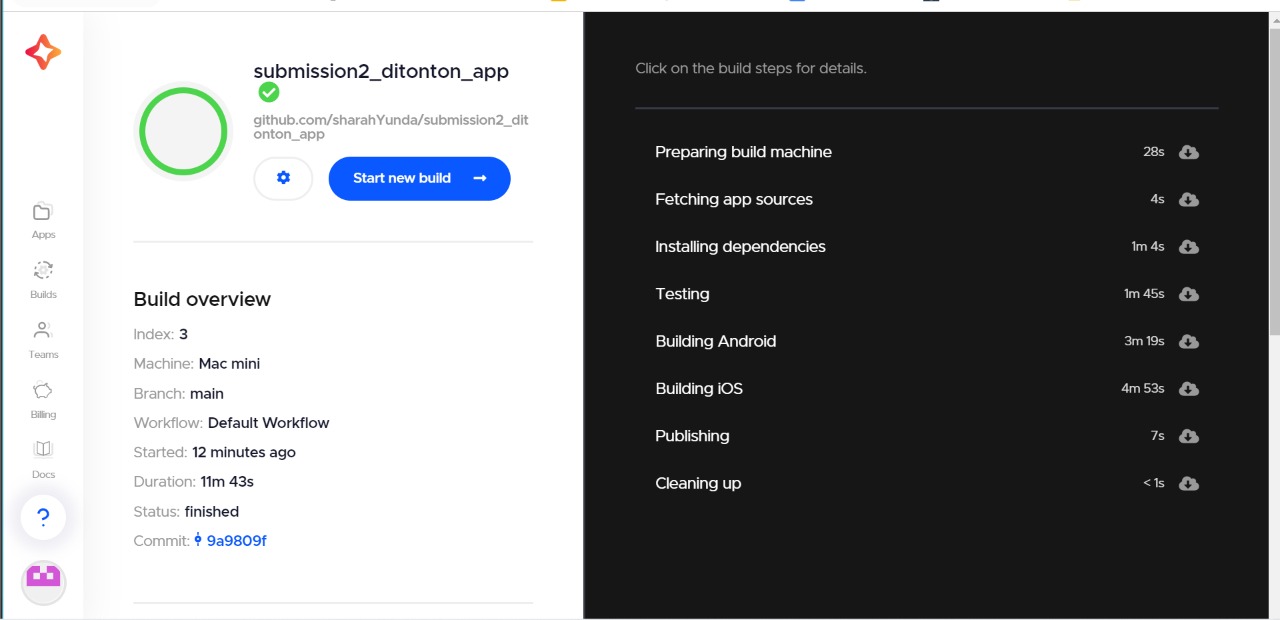 submission2_ditonton_app
github.com/sharahYunda/submission2_dit
onton_app
Start new build
Apps
Builds
Teams
Billing
Docs
?
Build overview
Index: 3
Machine: Mac mini
Branch: main
Workflow: Default Workflow
Started: 12 minutes ago
Duration: 11m 43s
Status: finished
Commit: 9a9809f
Click on the build steps for details.
Preparing build machine 28s
Fetching app sources 4s
Installing dependencies 1m 4s
Testing 1m 45s
Building Android 3m 19s
Building iOS 4m 53s
Publishing 7s
Cleaning up < 1s